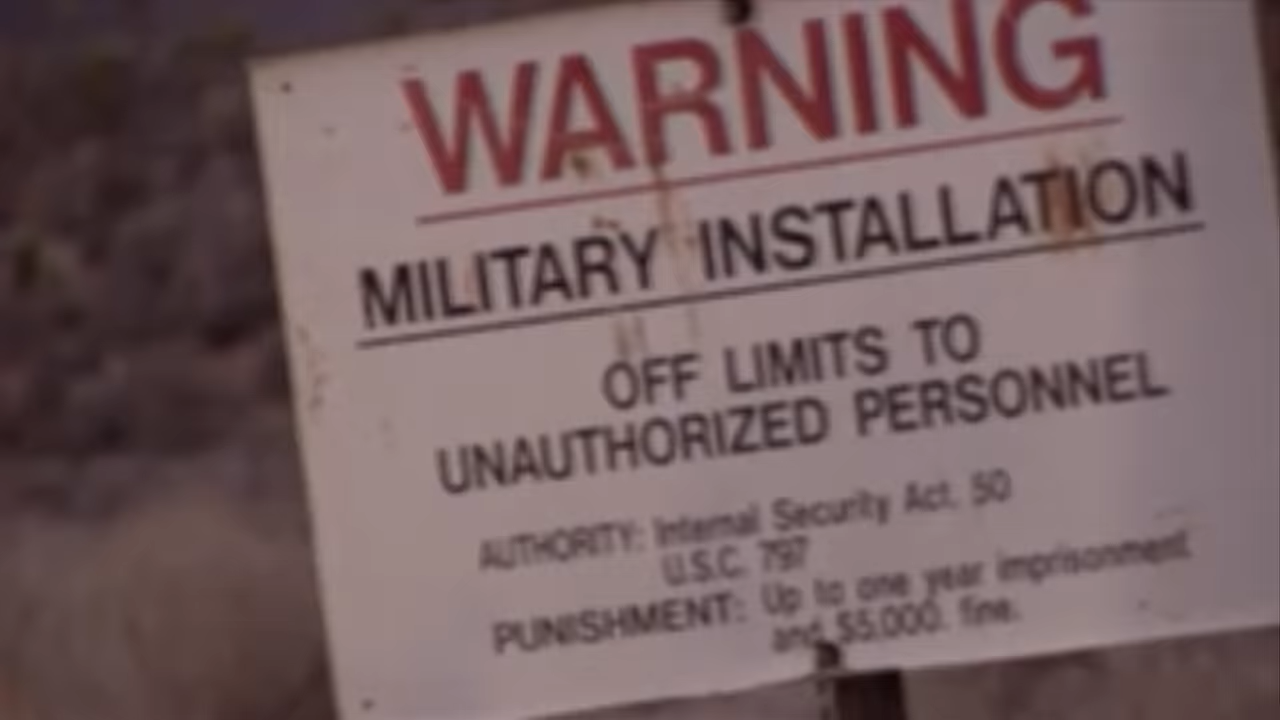 WARNING
MILITARY INSTALLATION
OFF LIMITS TO
UNAUTHORIZED PERSONNEL
AUTHORITY: Internal Security Act. 50
U.S.C. 797
PUNISHMENT: Up to one year imprisonment
and $5,000. fine.